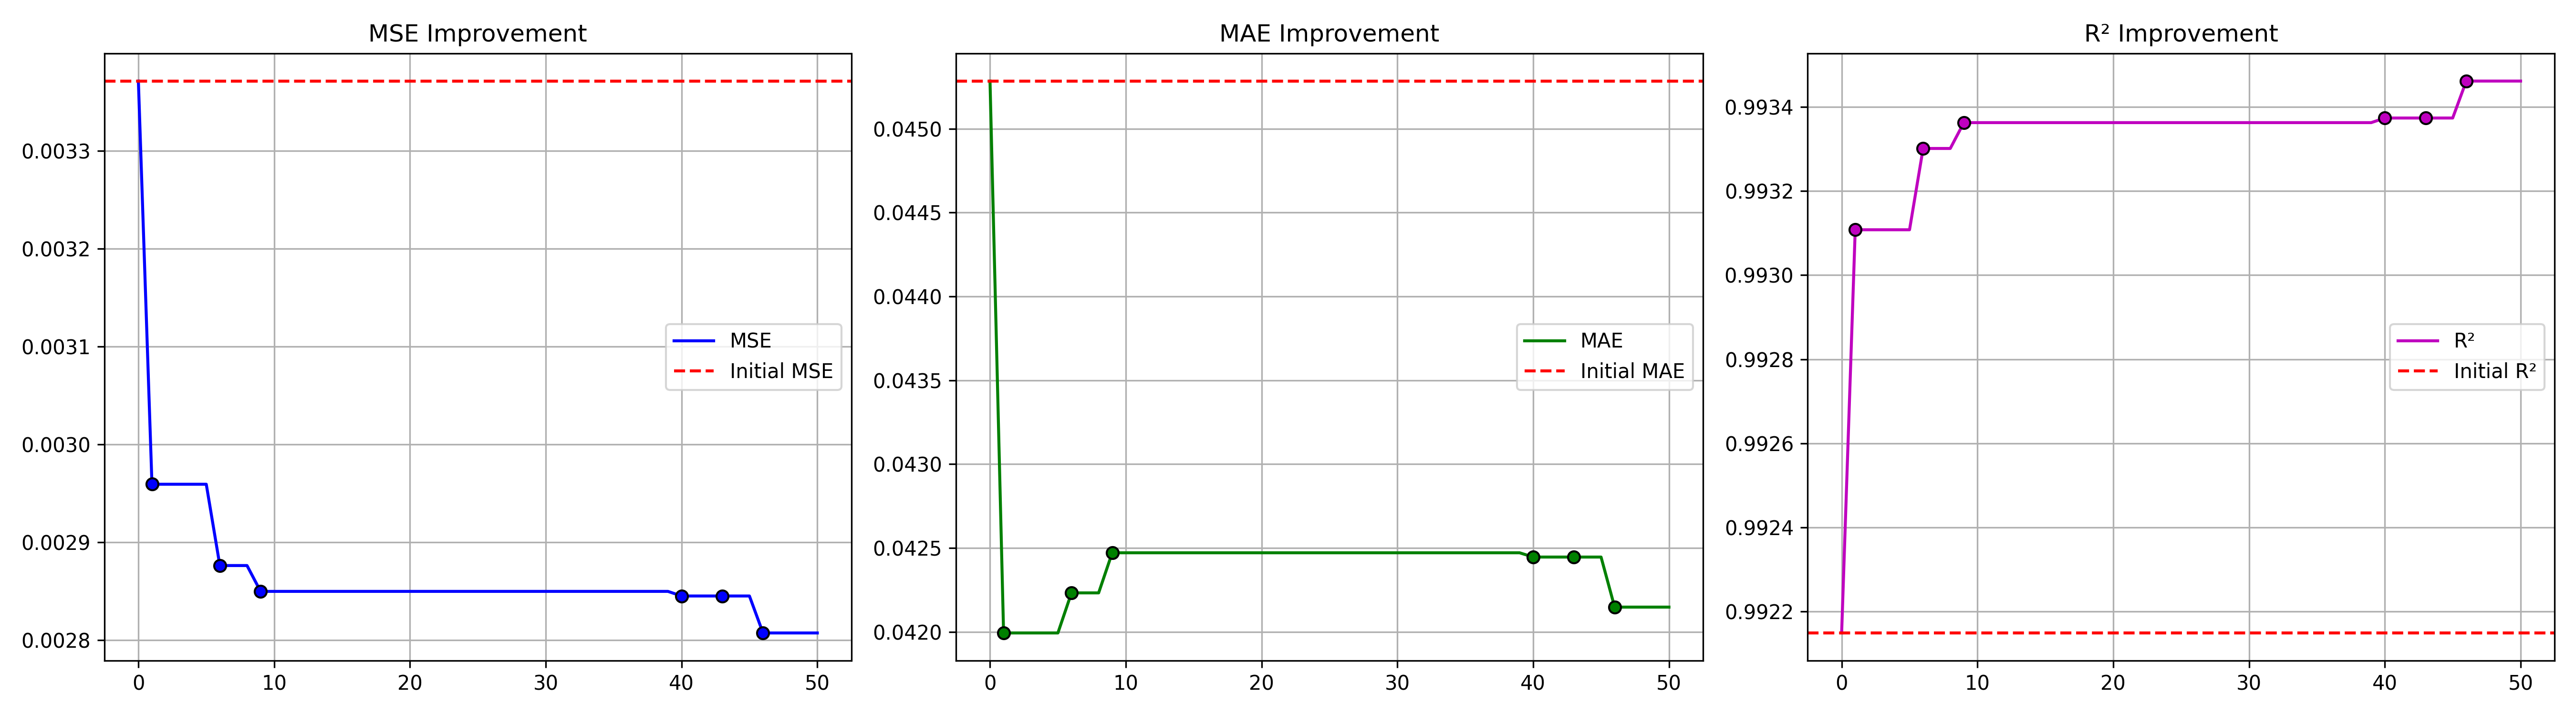 MSE Improvement
0.0033
0.0032
0.0031
0.0030
0.0029
0.0028
0 10 20 30 40 50
MSE
Initial MSE
MAE Improvement
0.0450
0.0445
0.0440
0.0435
0.0430
0.0425
0.0420
0 10 20 30 40 50
MAE
Initial MAE
R² Improvement
0.9934
0.9932
0.9930
0.9928
0.9926
0.9924
0.9922
0 10 20 30 40 50
R²
Initial R²